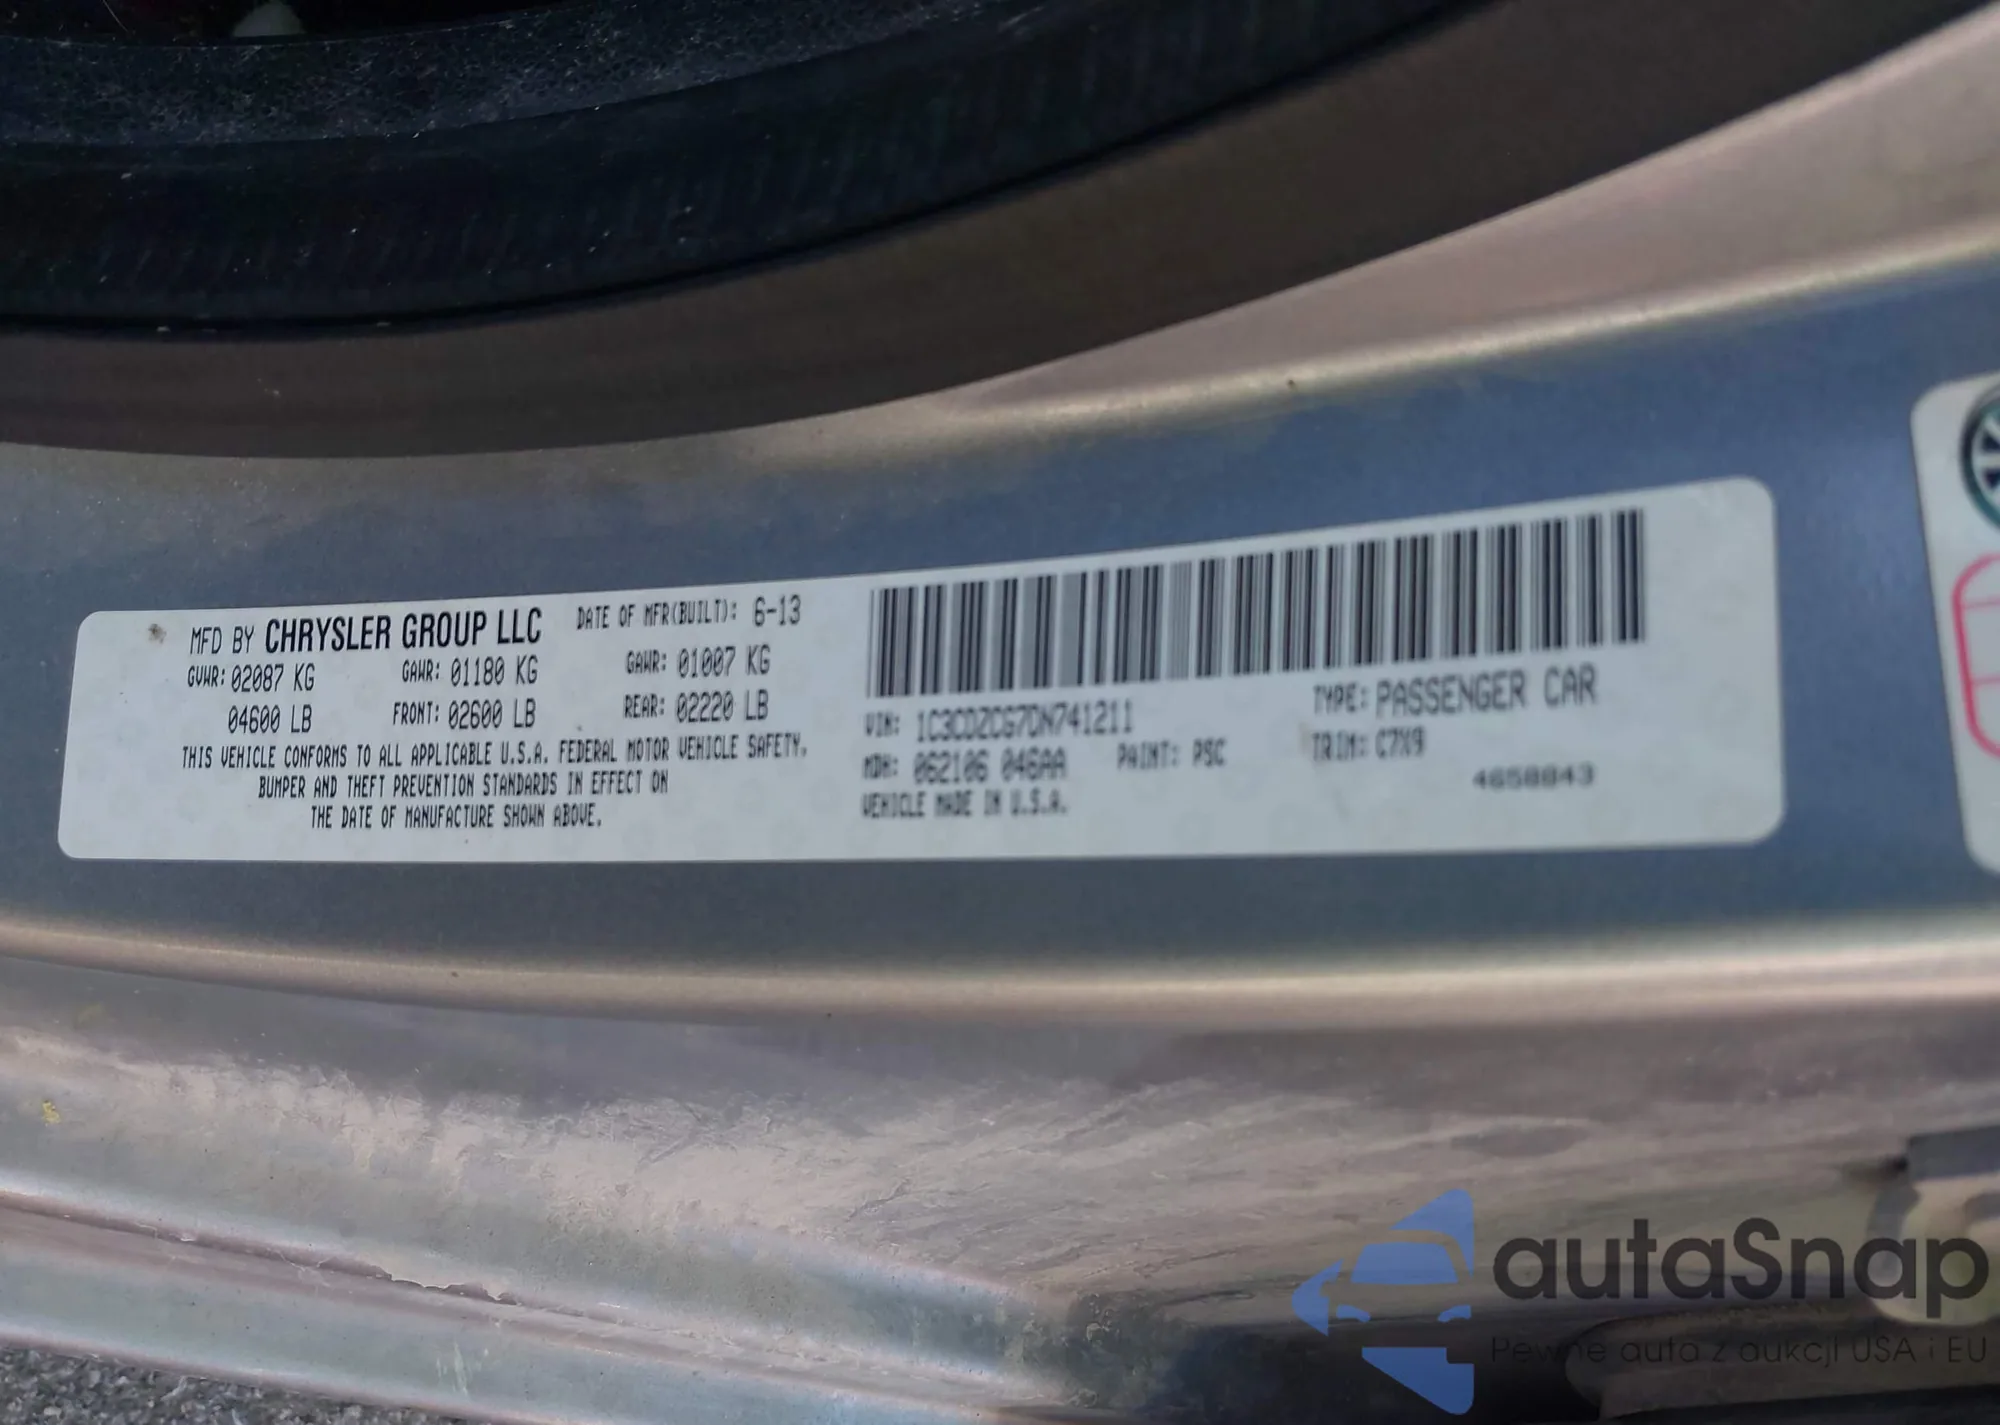 MFD BY CHRYSLER GROUP LLC DATE OF MFR(BUILT): 6-13
GVWR: 02087 KG GAWR: 01180 KG GAWR: 01007 KG
04600 LB FRONT: 02600 LB REAR: 02220 LB
THIS VEHICLE CONFORMS TO ALL APPLICABLE U.S.A. FEDERAL MOTOR VEHICLE SAFETY,
BUMPER AND THEFT PREVENTION STANDARDS IN EFFECT ON
THE DATE OF MANUFACTURE SHOWN ABOVE.
VIN: 1C3CDZCG7DN741211 TYPE: PASSENGER CAR
MDH: 062106 046AA PAINT: PSC TRIM: C7X9
VEHICLE MADE IN U.S.A. 4658843
autaSnap
Pewne auta z aukcji USA i EU